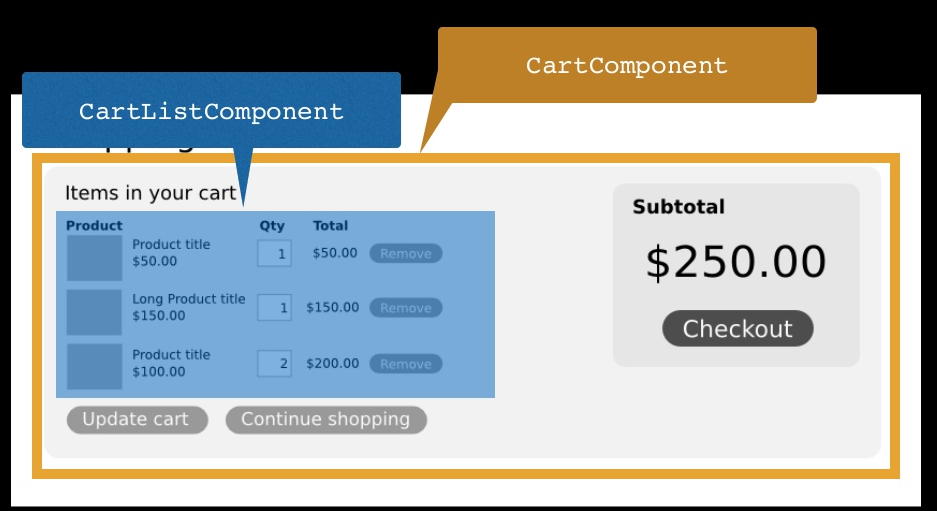 CartComponent
CartListComponent
Items in your cart
Product Qty Total
Product title
$50.00 1 $50.00 Remove
Long Product title
$150.00 1 $150.00 Remove
Product title
$100.00 2 $200.00 Remove
Update cart Continue shopping
Subtotal
$250.00
Checkout